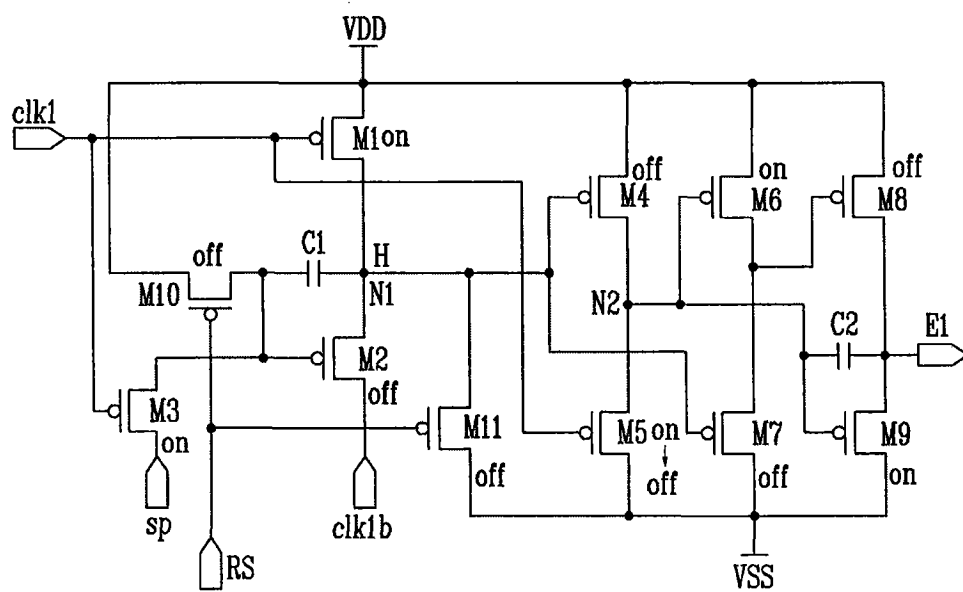 VDD
clk1
M1on
off
M4
on
M6
off
M8
off
C1
H
M10
N1
N2
C2
E1
M2
off
M3
on
M11
off
M5 on
off
M7
off
M9
on
sp
RS
clk1b
VSS